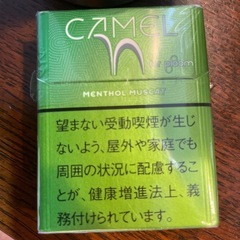 CAMEL
MENTHOL MUSCAT
望まない受動喫煙が生じ
ないよう、屋外や家庭でも
周囲の状況に配慮するこ
とが、健康増進法上、義
務付けられています。